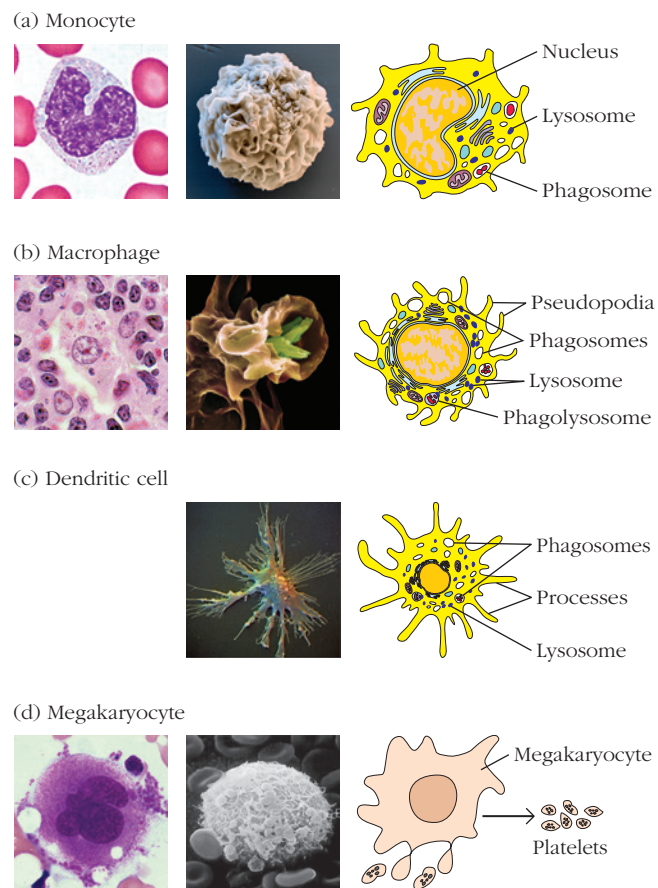 (a) Monocyte
Nucleus
Lysosome
Phagosome
(b) Macrophage
Pseudopodia
Phagosomes
Lysosome
Phagolysosome
(c) Dendritic cell
Phagosomes
Processes
Lysosome
(d) Megakaryocyte
Megakaryocyte
Platelets